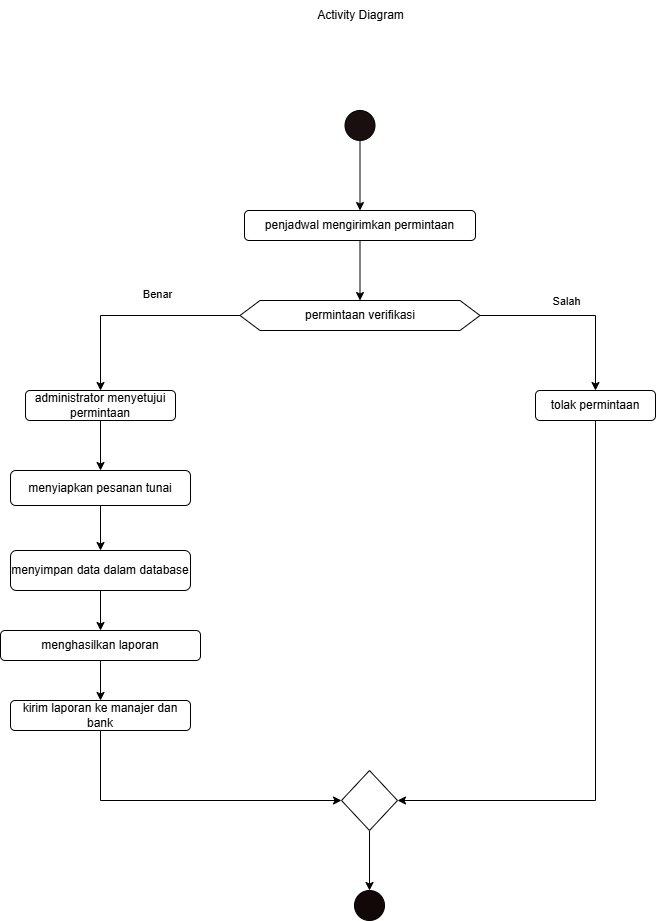 Activity Diagram
penjadwal mengirimkan permintaan
Benar
Salah
permintaan verifikasi
administrator menyetujui
permintaan
tolak permintaan
menyiapkan pesanan tunai
menyimpan data dalam database
menghasilkan laporan
kirim laporan ke manajer dan
bank